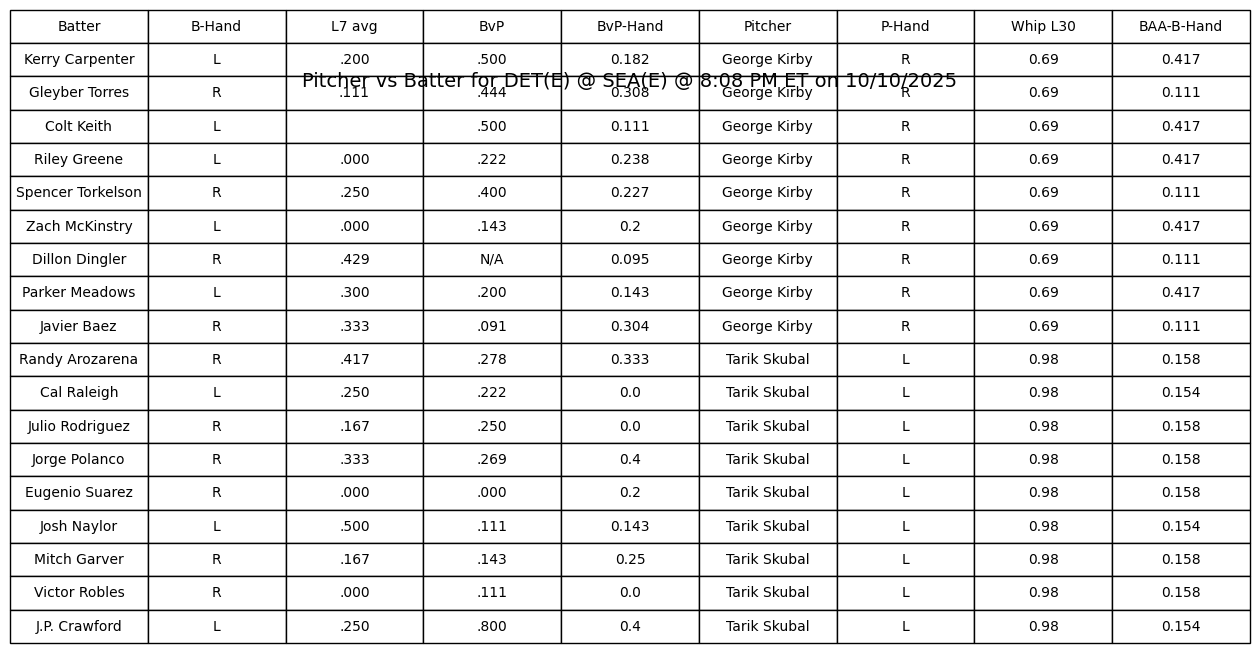 Batter B-Hand L7 avg BvP BvP-Hand Pitcher P-Hand Whip L30 BAA-B-Hand
Kerry Carpenter L .200 .500 0.182 George Kirby R 0.69 0.417
Pitcher vs Batter for DET(E) @ SEA(E) @ 8:08 PM ET on 10/10/2025
Gleyber Torres R .111 .444 0.308 George Kirby R 0.69 0.111
Colt Keith L .500 0.111 George Kirby R 0.69 0.417
Riley Greene L .000 .222 0.238 George Kirby R 0.69 0.417
Spencer Torkelson R .250 .400 0.227 George Kirby R 0.69 0.111
Zach McKinstry L .000 .143 0.2 George Kirby R 0.69 0.417
Dillon Dingler R .429 N/A 0.095 George Kirby R 0.69 0.111
Parker Meadows L .300 .200 0.143 George Kirby R 0.69 0.417
Javier Baez R .333 .091 0.304 George Kirby R 0.69 0.111
Randy Arozarena R .417 .278 0.333 Tarik Skubal L 0.98 0.158
Cal Raleigh L .250 .222 0.0 Tarik Skubal L 0.98 0.154
Julio Rodriguez R .167 .250 0.0 Tarik Skubal L 0.98 0.158
Jorge Polanco R .333 .269 0.4 Tarik Skubal L 0.98 0.158
Eugenio Suarez R .000 .000 0.2 Tarik Skubal L 0.98 0.158
Josh Naylor L .500 .111 0.143 Tarik Skubal L 0.98 0.154
Mitch Garver R .167 .143 0.25 Tarik Skubal L 0.98 0.158
Victor Robles R .000 .111 0.0 Tarik Skubal L 0.98 0.158
J.P. Crawford L .250 .800 0.4 Tarik Skubal L 0.98 0.154